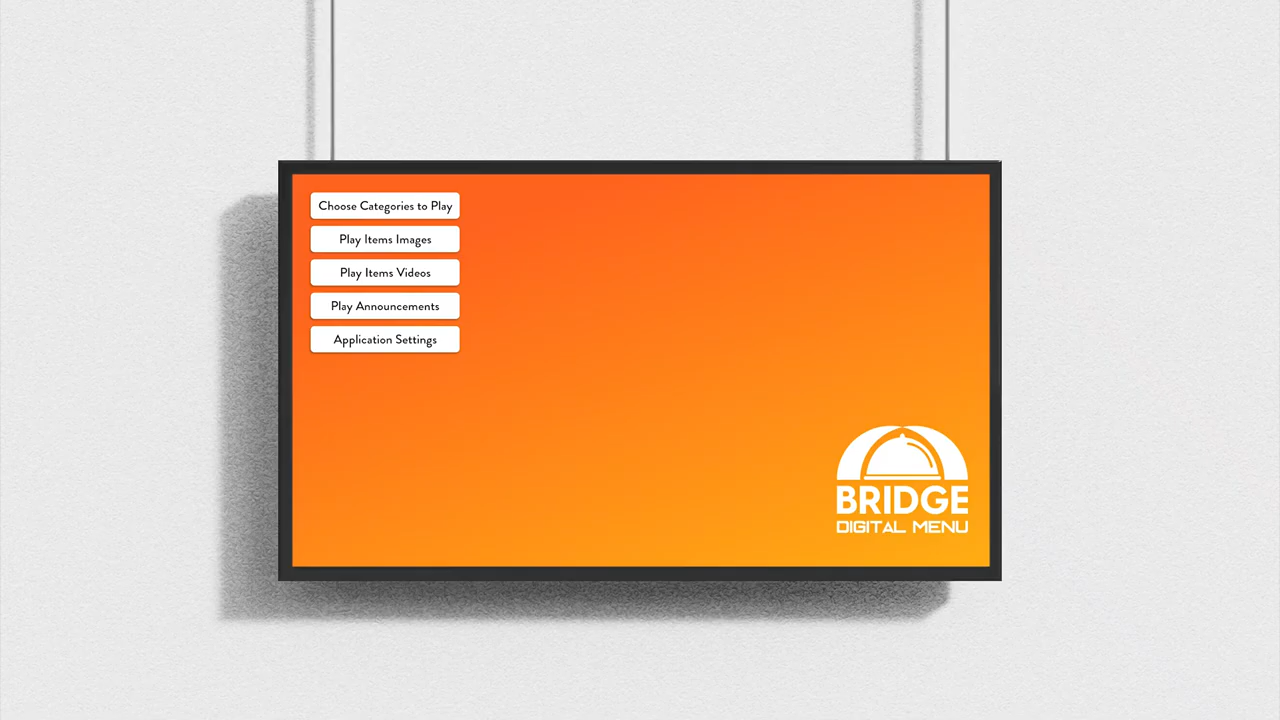 Choose Categories to Play
Play Items Images
Play Items Videos
Play Announcements
Application Settings
BRIDGE
DIGITAL MENU